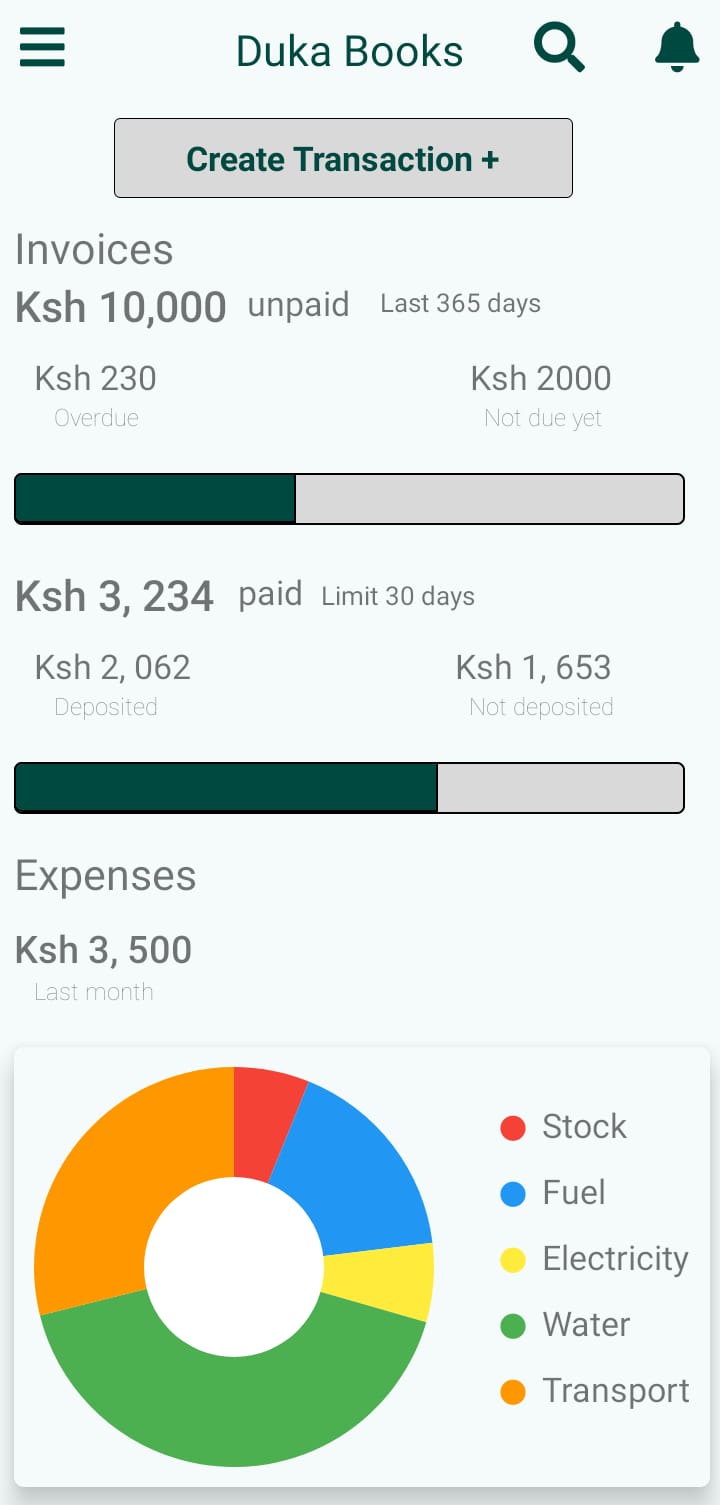 Duka Books
Create Transaction +
Invoices
Ksh 10,000 unpaid Last 365 days
Ksh 230 Ksh 2000
Overdue Not due yet
Ksh 3, 234 paid Limit 30 days
Ksh 2, 062 Ksh 1, 653
Deposited Not deposited
Expenses
Ksh 3, 500
Last month
Stock
Fuel
Electricity
Water
Transport